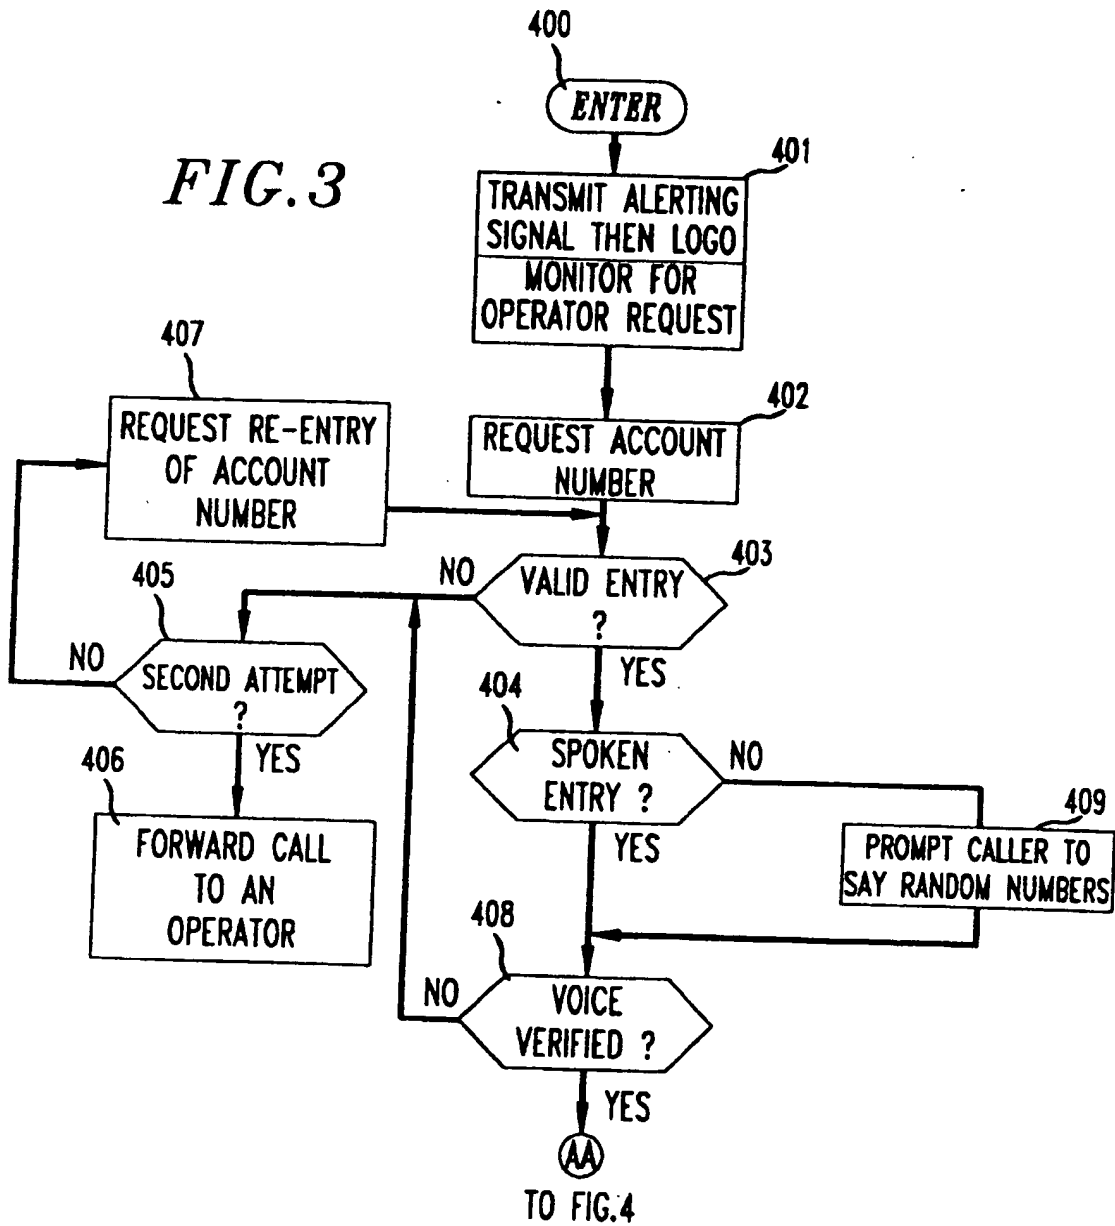 400
ENTER
FIG. 3
401
TRANSMIT ALERTING
SIGNAL THEN LOGO
MONITOR FOR
OPERATOR REQUEST
407
REQUEST RE-ENTRY
OF ACCOUNT
NUMBER
402
REQUEST ACCOUNT
NUMBER
403
VALID ENTRY
?
NO
YES
405
SECOND ATTEMPT
?
NO
YES
406
FORWARD CALL
TO AN
OPERATOR
404
SPOKEN
ENTRY ?
NO
YES
409
PROMPT CALLER TO
SAY RANDOM NUMBERS
408
VOICE
VERIFIED ?
NO
YES
AA
TO FIG.4